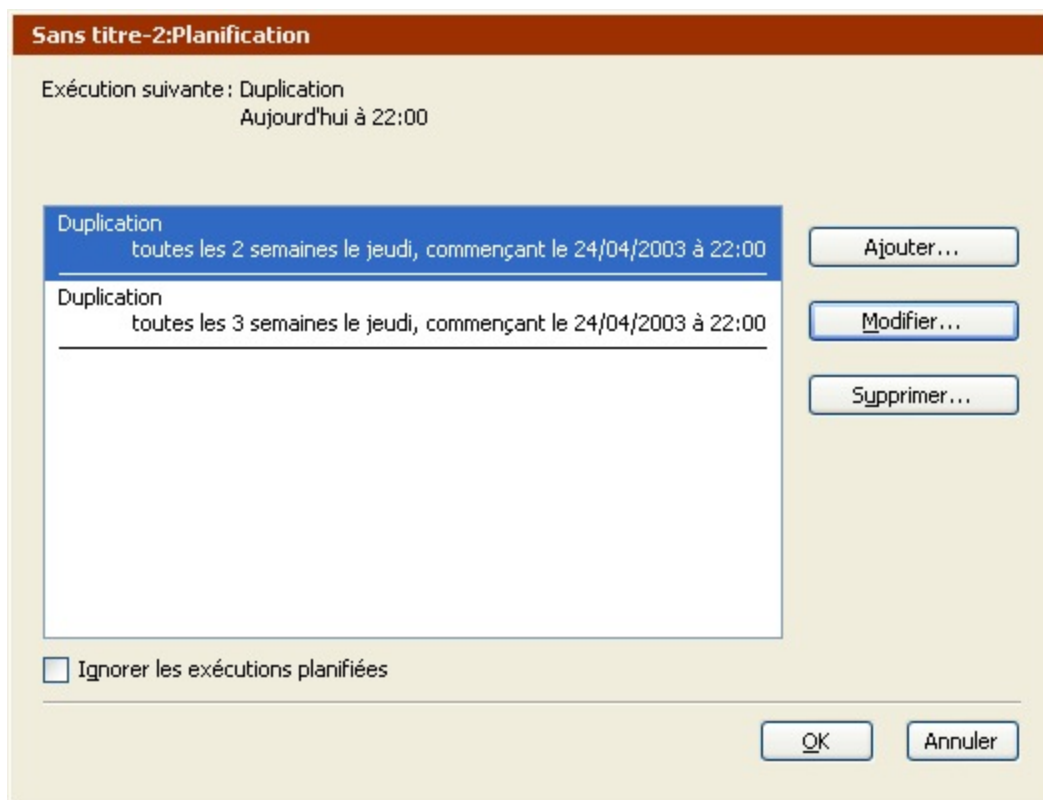 Sans titre-2:Planification
Exécution suivante : Duplication
Aujourd'hui à 22:00
Duplication
toutes les 2 semaines le jeudi, commençant le 24/04/2003 à 22:00
Duplication
toutes les 3 semaines le jeudi, commençant le 24/04/2003 à 22:00
Ajouter...
Modifier...
Supprimer...
Ignorer les exécutions planifiées
OK
Annuler